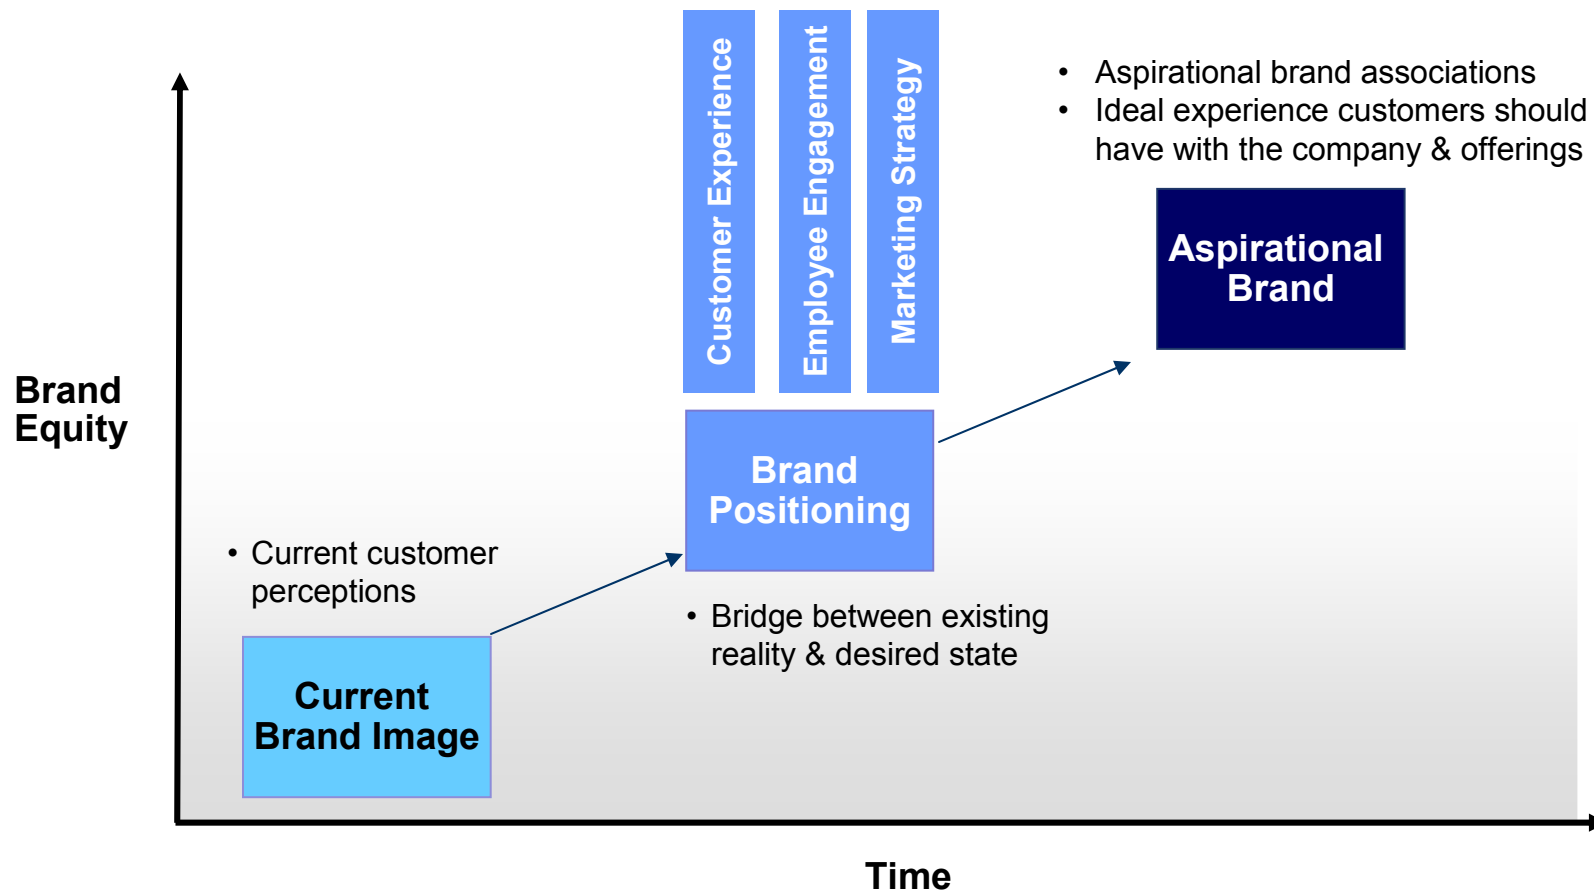 Customer Experience
Employee Engagement
Marketing Strategy
• Aspirational brand associations
• Ideal experience customers should
have with the company & offerings
Aspirational
Brand
Brand
Equity
Brand
Positioning
• Current customer
perceptions
• Bridge between existing
reality & desired state
Current
Brand Image
Time